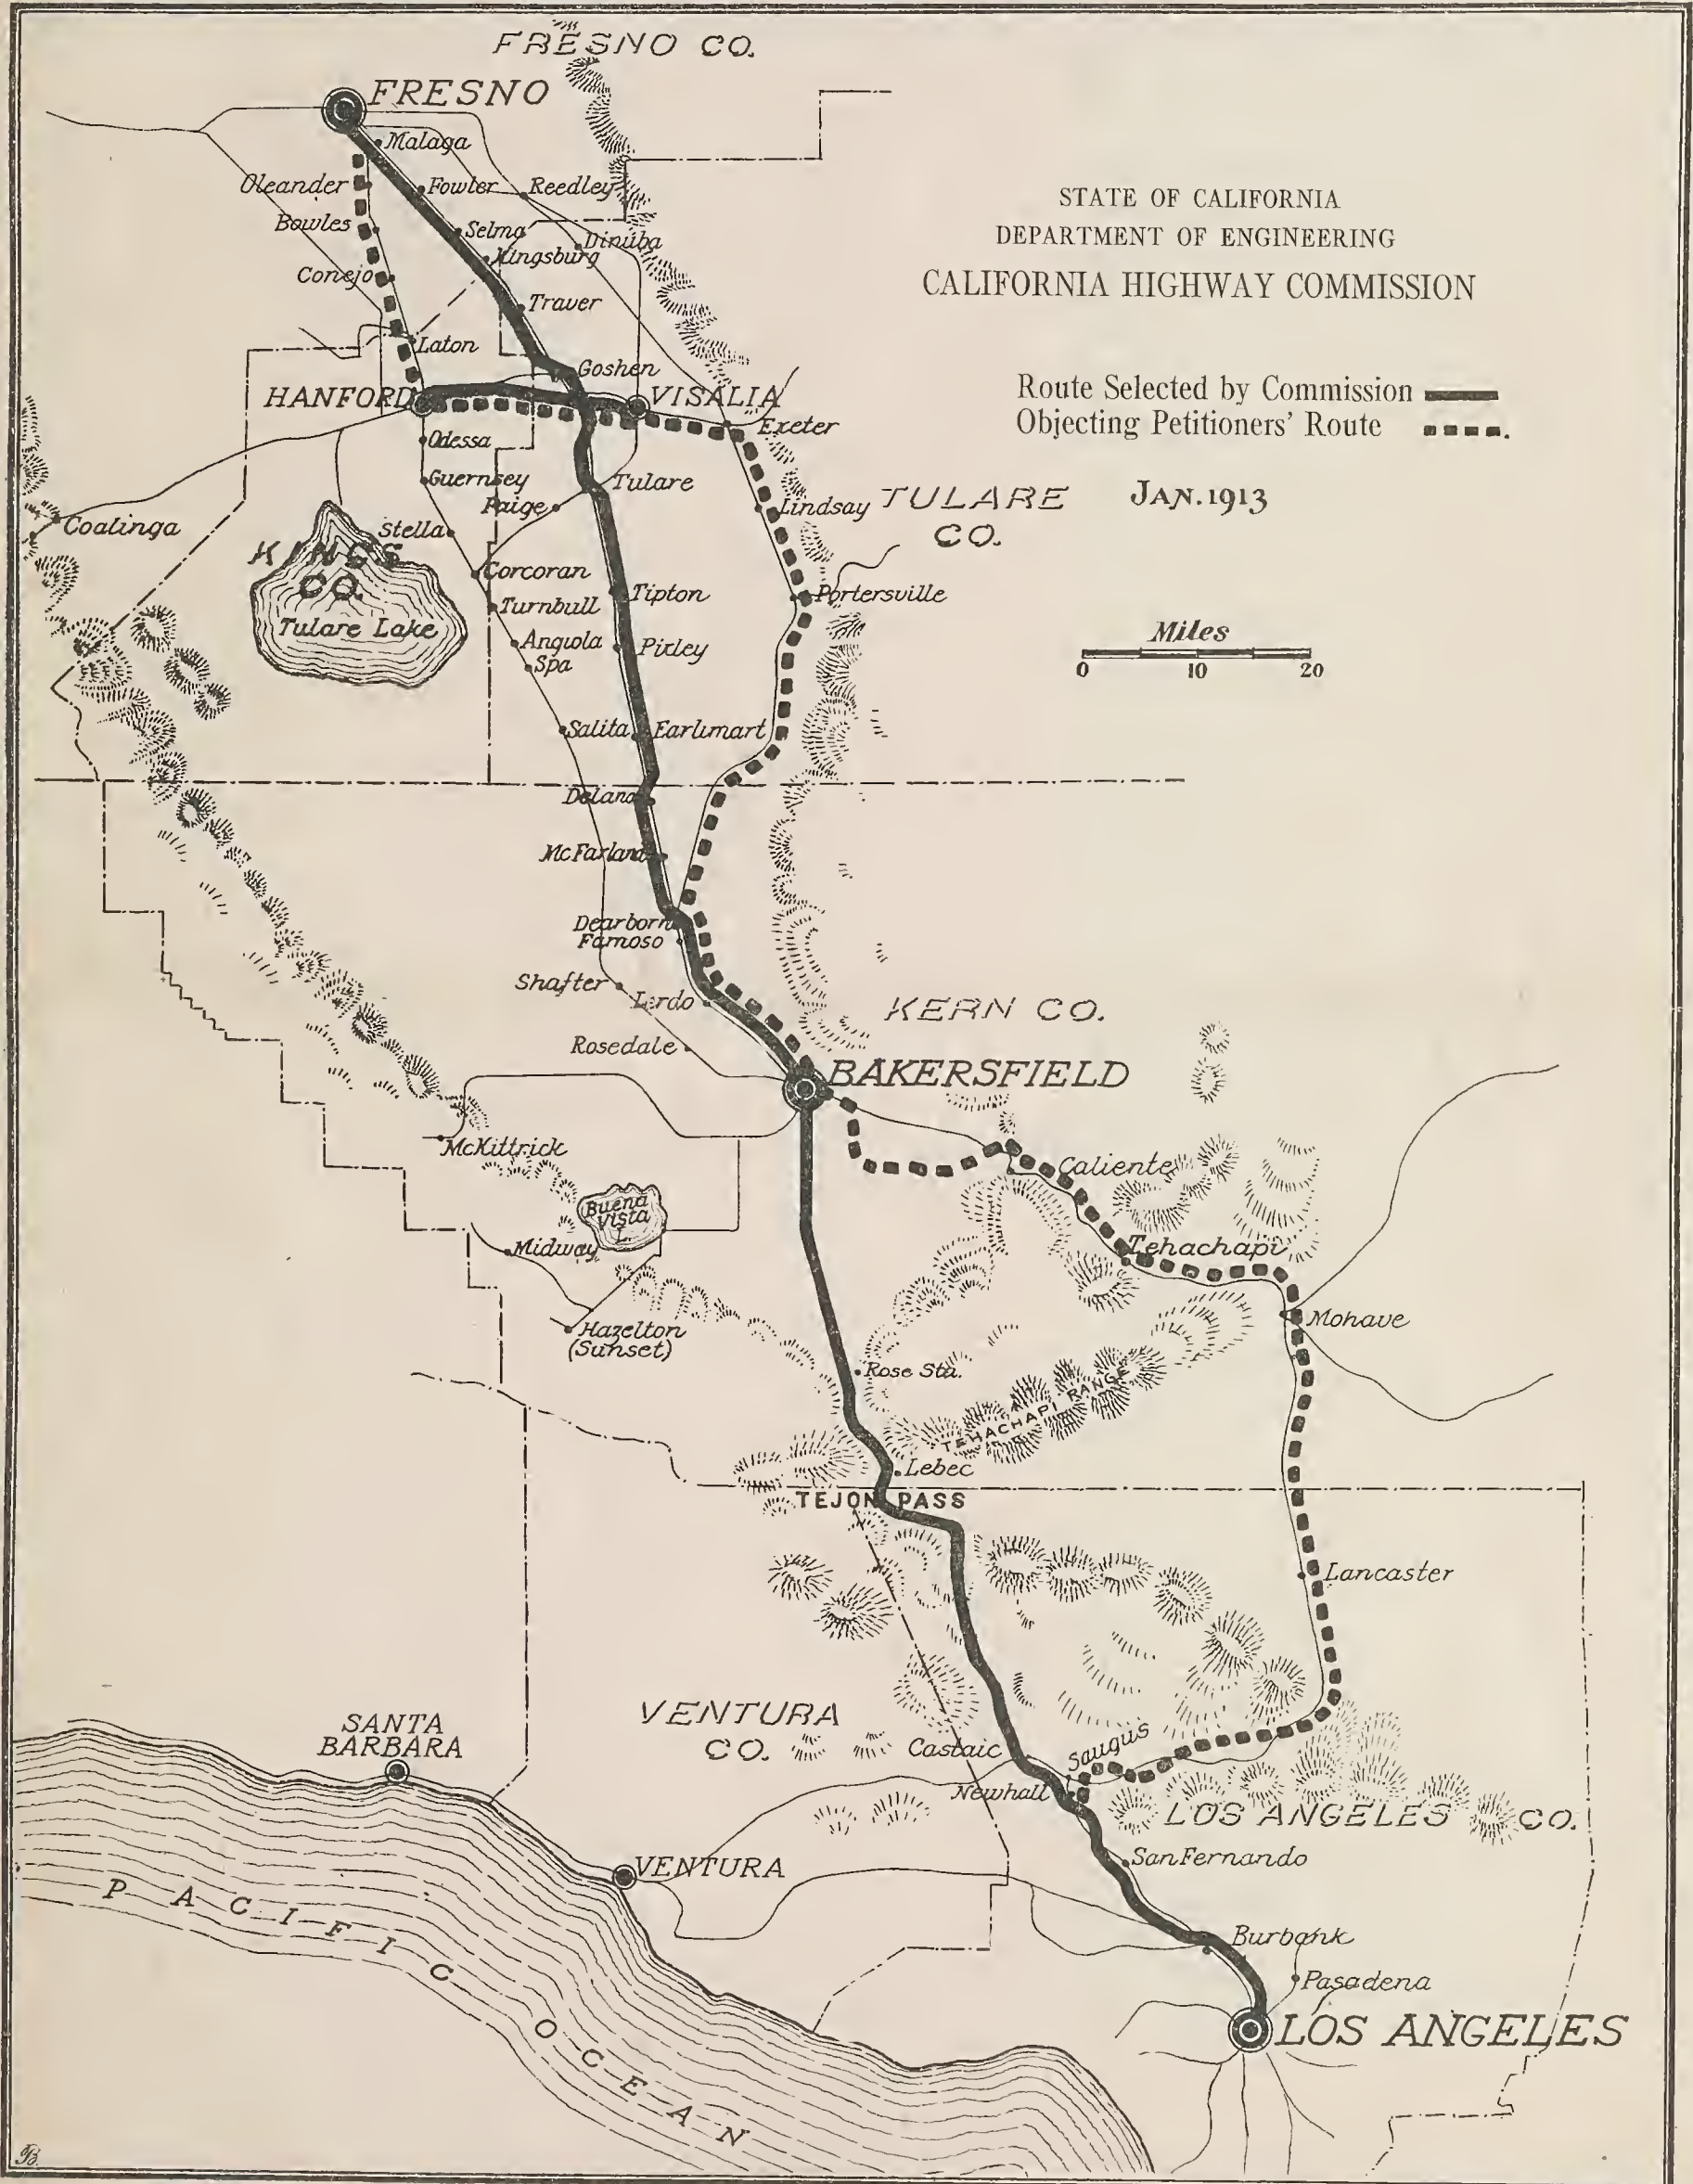 FRESNO CO.
FRESNO
Malaga
Oleander
Fowler
Reedley
Bowles
Selma
Dinuba
Kingsburg
Conejo
Traver
Laton
Goshen
HANFORD
VISALIA
Exeter
STATE OF CALIFORNIA
DEPARTMENT OF ENGINEERING
CALIFORNIA HIGHWAY COMMISSION
Route Selected by Commission
Objecting Petitioners' Route
JAN. 1913
Odessa
Guernsey
Tulare
Paige
Lindsay
TULARE
CO.
Coalinga
Stella
KINGS
CO.
Corcoran
Tipton
Portersville
Turnbull
Tulare Lake
Angiola
Pixley
Spa
Miles
0 10 20
Salita
Earlimart
Delano
McFarland
Dearborn
Famoso
Shafter
Lerdo
KERN CO.
Rosedale
BAKERSFIELD
McKittrick
Caliente
Buena
Vista
L.
Midway
Tehachapi
Hazelton
(Sunset)
Mohave
Rose Sta.
TEHACHAPI RANGE
Lebec
TEJON PASS
Lancaster
VENTURA
CO.
SANTA
BARBARA
Castaic
Saugus
Newhall
LOS ANGELES CO.
VENTURA
San Fernando
PACIFIC OCEAN
Burbank
Pasadena
LOS ANGELES
B.